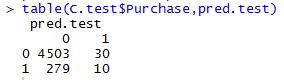 > table(C.test$Purchase,pred.test)
pred.test
0 1
0 4503 30
1 279 10